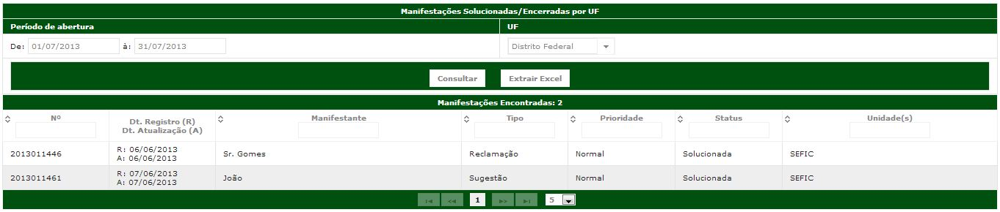 Manifestações Solucionadas/Encerradas por UF
Período de abertura UF
De: 01/07/2013 à: 31/07/2013 Distrito Federal
Consultar Extrair Excel
Manifestações Encontradas: 2
Nº Dt. Registro (R) Manifestante Tipo Prioridade Status Unidade(s)
Dt. Atualização (A)
2013011446 R: 06/06/2013 Sr. Gomes Reclamação Normal Solucionada SEFIC
A: 06/06/2013
2013011461 R: 07/06/2013 João Sugestão Normal Solucionada SEFIC
A: 07/06/2013
1 5